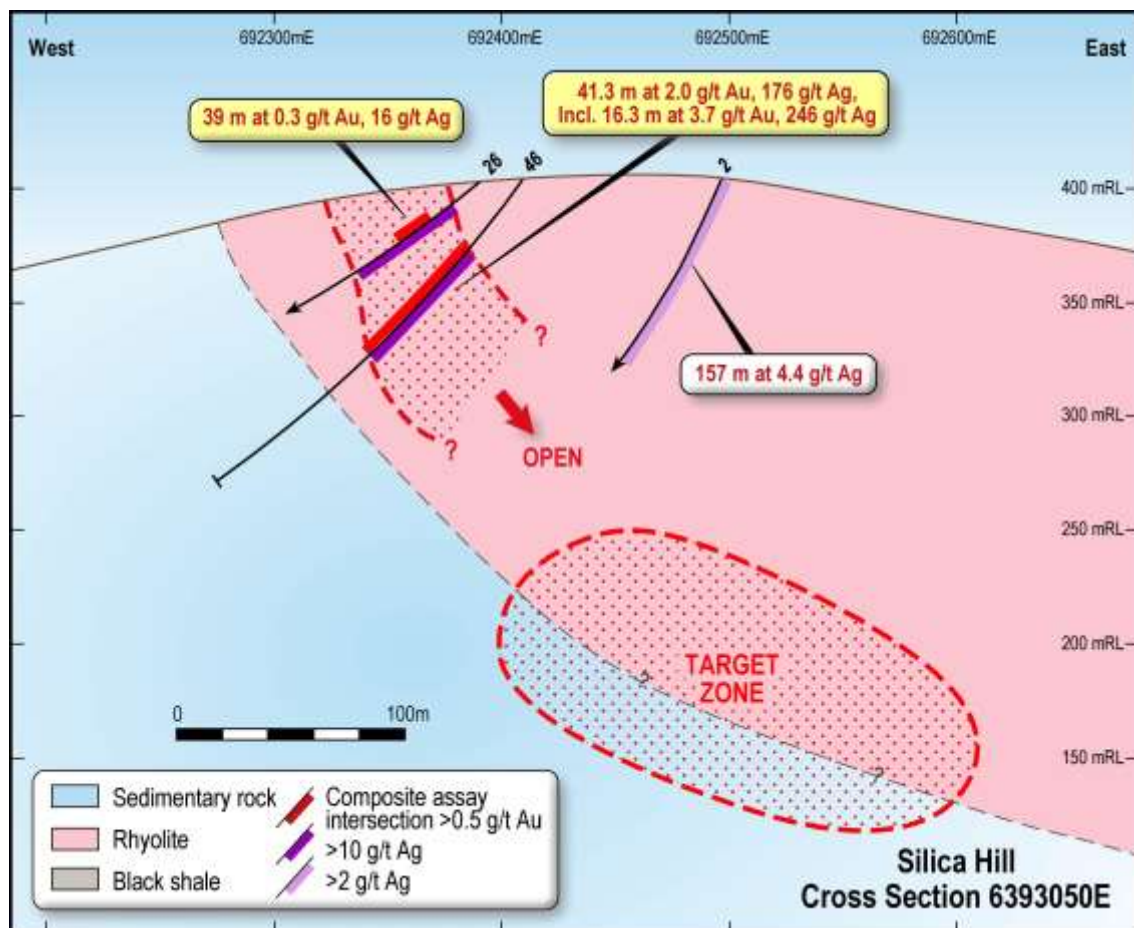 West
692300mE
692400mE
692500mE
692600mE
East
39 m at 0.3 g/t Au, 16 g/t Ag
41.3 m at 2.0 g/t Au, 176 g/t Ag,
Incl. 16.3 m at 3.7 g/t Au, 246 g/t Ag
26
46
2
400 mRL
350 mRL
300 mRL
250 mRL
200 mRL
150 mRL
157 m at 4.4 g/t Ag
?
?
OPEN
TARGET
ZONE
?
?
0
100m
Sedimentary rock
Rhyolite
Black shale
Composite assay
intersection >0.5 g/t Au
>10 g/t Ag
>2 g/t Ag
Silica Hill
Cross Section 6393050E